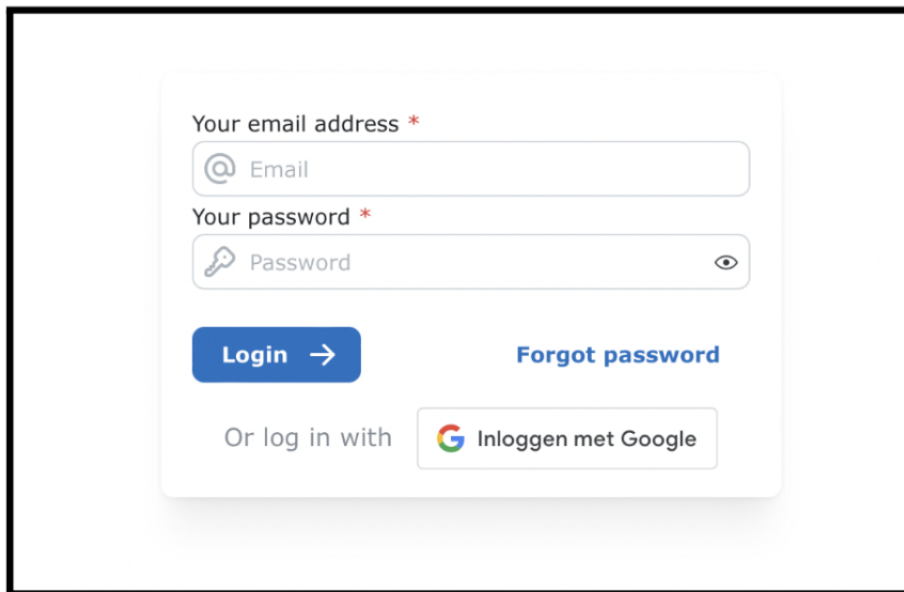 Your email address *
Email
Your password *
Password
Login
Forgot password
Or log in with
Inloggen met Google